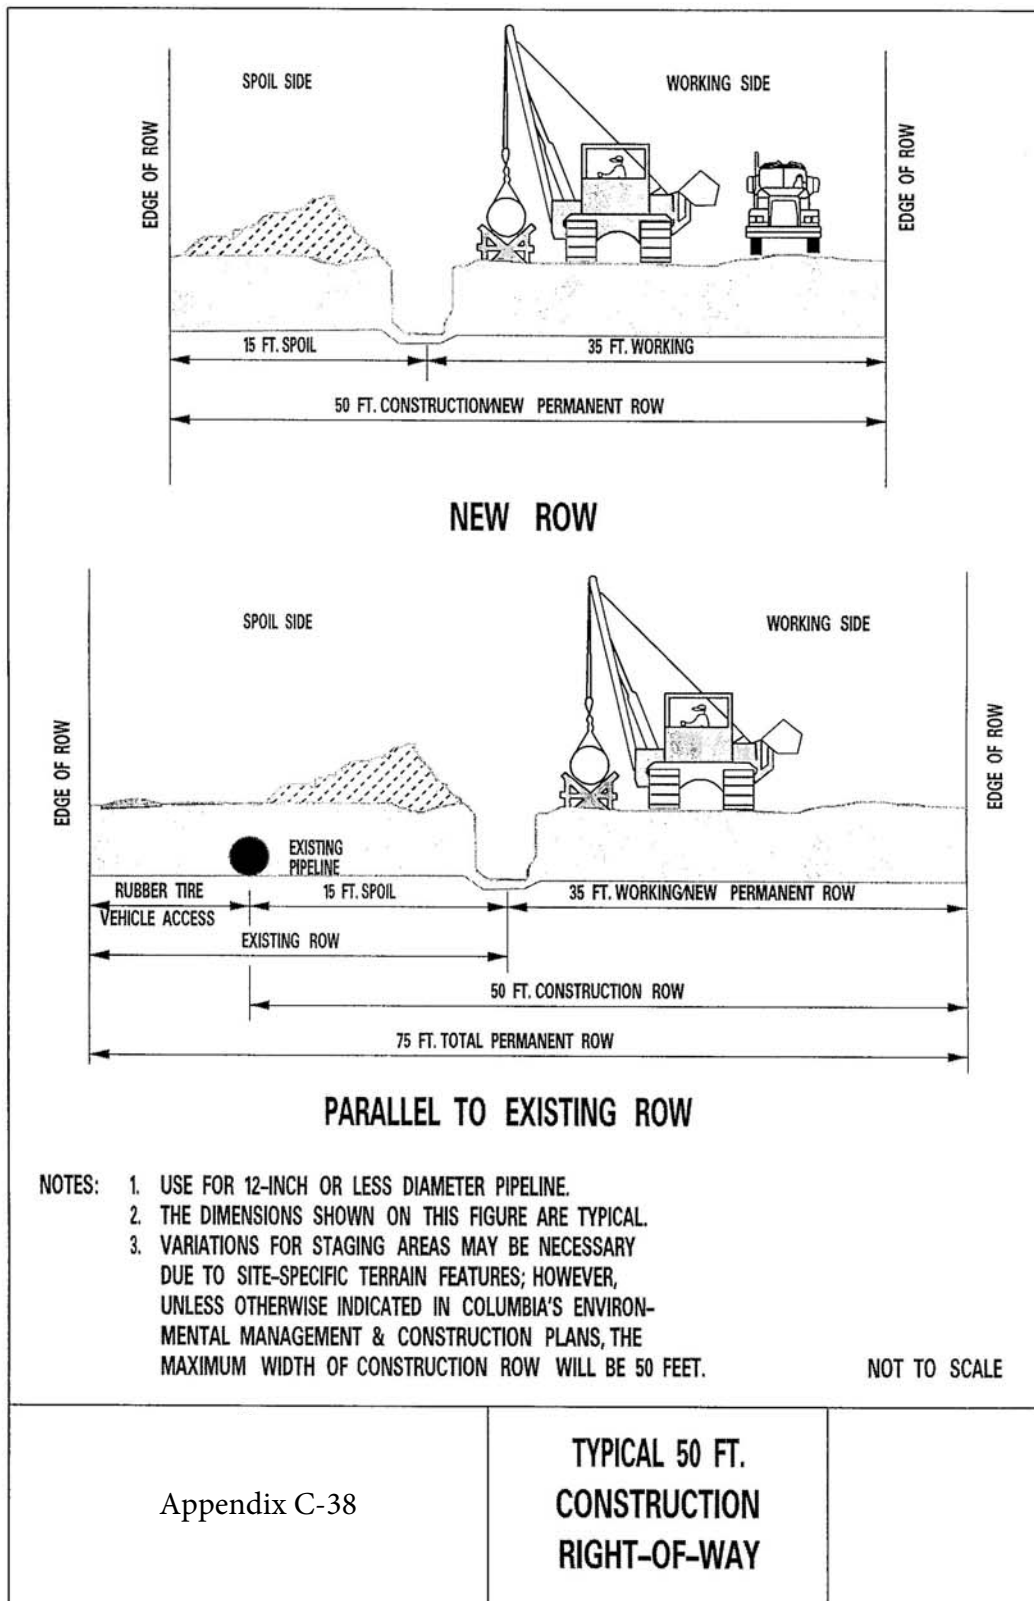 SPOIL SIDE
WORKING SIDE
EDGE OF ROW
EDGE OF ROW
15 FT. SPOIL
35 FT. WORKING
50 FT. CONSTRUCTION/NEW PERMANENT ROW
NEW ROW
SPOIL SIDE
WORKING SIDE
EDGE OF ROW
EDGE OF ROW
EXISTING
PIPELINE
RUBBER TIRE
VEHICLE ACCESS
15 FT. SPOIL
35 FT. WORKING/NEW PERMANENT ROW
EXISTING ROW
50 FT. CONSTRUCTION ROW
75 FT. TOTAL PERMANENT ROW
PARALLEL TO EXISTING ROW
NOTES: 1. USE FOR 12-INCH OR LESS DIAMETER PIPELINE.
2. THE DIMENSIONS SHOWN ON THIS FIGURE ARE TYPICAL.
3. VARIATIONS FOR STAGING AREAS MAY BE NECESSARY
DUE TO SITE-SPECIFIC TERRAIN FEATURES; HOWEVER,
UNLESS OTHERWISE INDICATED IN COLUMBIA'S ENVIRON-
MENTAL MANAGEMENT & CONSTRUCTION PLANS, THE
MAXIMUM WIDTH OF CONSTRUCTION ROW WILL BE 50 FEET.
NOT TO SCALE
Appendix C-38
TYPICAL 50 FT.
CONSTRUCTION
RIGHT-OF-WAY